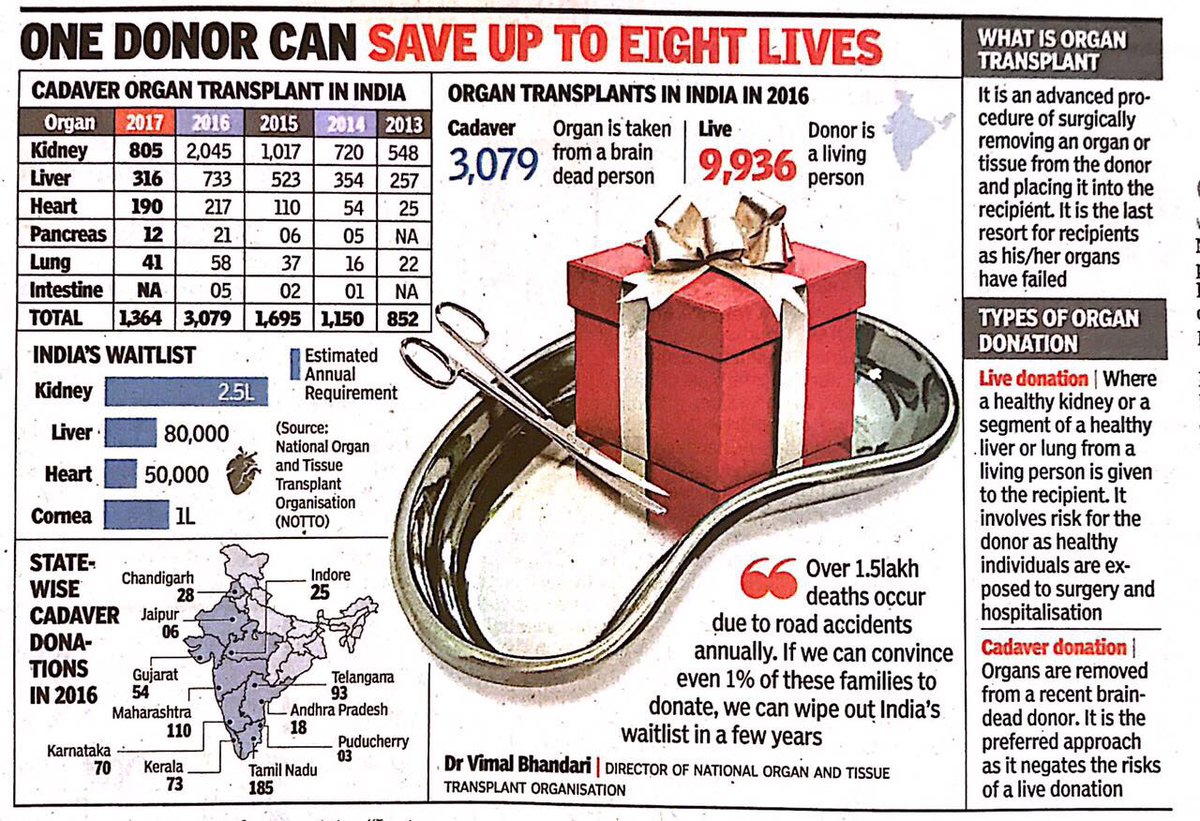 ONE DONOR CAN SAVE UP TO EIGHT LIVES
CADAVER ORGAN TRANSPLANT IN INDIA
Organ 2017 2016 2015 2014 2013
Kidney 805 2,045 1,017 720 548
Liver 316 733 523 354 257
Heart 190 217 110 54 25
Pancreas 12 21 06 05 NA
Lung 41 58 37 16 22
Intestine NA 05 02 01 NA
TOTAL 1,364 3,079 1,695 1,150 852
INDIA'S WAITLIST
Estimated
Annual
Requirement
Kidney 2.5L
Liver 80,000
Heart 50,000
Cornea 1L
(Source:
National Organ
and Tissue
Transplant
Organisation
(NOTTO)
STATE-
WISE
CADAVER
DONA-
TIONS
IN 2016
Chandigarh
28
Indore
25
Jaipur
06
Gujarat
54
Telangana
93
Maharashtra
110
Andhra Pradesh
18
Karnataka
70
Puducherry
03
Kerala
73
Tamil Nadu
185
ORGAN TRANSPLANTS IN INDIA IN 2016
Cadaver
3,079
Organ is taken
from a brain
dead person
Live
9,936
Donor is
a living
person
Over 1.5lakh
deaths occur
due to road accidents
annually. If we can convince
even 1% of these families to
donate, we can wipe out India's
waitlist in a few years
Dr Vimal Bhandari | DIRECTOR OF NATIONAL ORGAN AND TISSUE
TRANSPLANT ORGANISATION
WHAT IS ORGAN
TRANSPLANT
It is an advanced pro-
cedure of surgically
removing an organ or
tissue from the donor
and placing it into the
recipient. It is the last
resort for recipients
as his/her organs
have failed
TYPES OF ORGAN
DONATION
Live donation | Where
a healthy kidney or a
segment of a healthy
liver or lung from a
living person is given
to the recipient. It
involves risk for the
donor as healthy
individuals are ex-
posed to surgery and
hospitalisation
Cadaver donation |
Organs are removed
from a recent brain-
dead donor. It is the
preferred approach
as it negates the risks
of a live donation